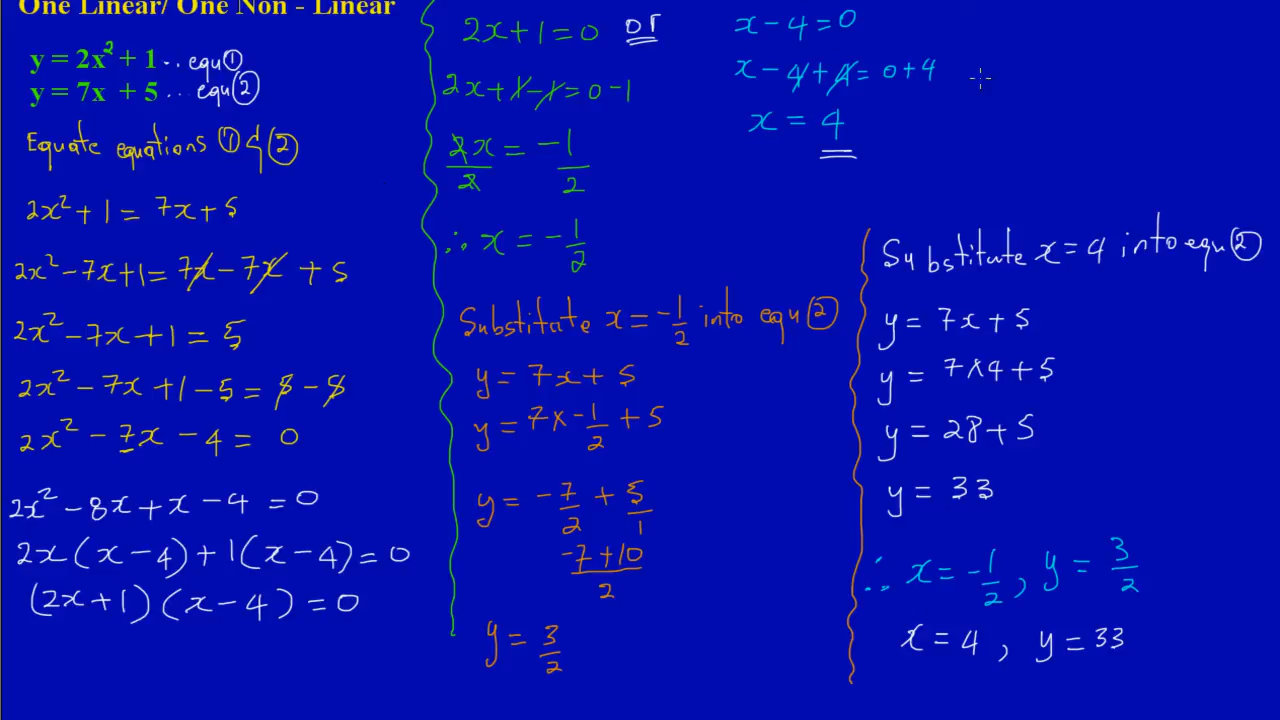 One Linear/ One Non - Linear
y = 2x² + 1 .. equ①
y = 7x + 5 ... equ②
Equate equations ① & ②
2x² + 1 = 7x + 5
2x² - 7x + 1 = 7x - 7x + 5
2x² - 7x + 1 = 5
2x² - 7x + 1 - 5 = 5 - 5
2x² - 7x - 4 = 0
2x² - 8x + x - 4 = 0
2x(x - 4) + 1(x - 4) = 0
(2x + 1)(x - 4) = 0
2x + 1 = 0 or
2x + 1 - 1 = 0 - 1
2x/2 = -1/2
∴ x = -1/2
Substitute x = -1/2 into equ ②
y = 7x + 5
y = 7 x -1/2 + 5
y = -7/2 + 5/1
-7 + 10/2
y = 3/2
x - 4 = 0
x - 4 + 4 = 0 + 4
x = 4
Substitute x = 4 into equ ②
y = 7x + 5
y = 7 x 4 + 5
y = 28 + 5
y = 33
∴ x = -1/2, y = 3/2
x = 4, y = 33